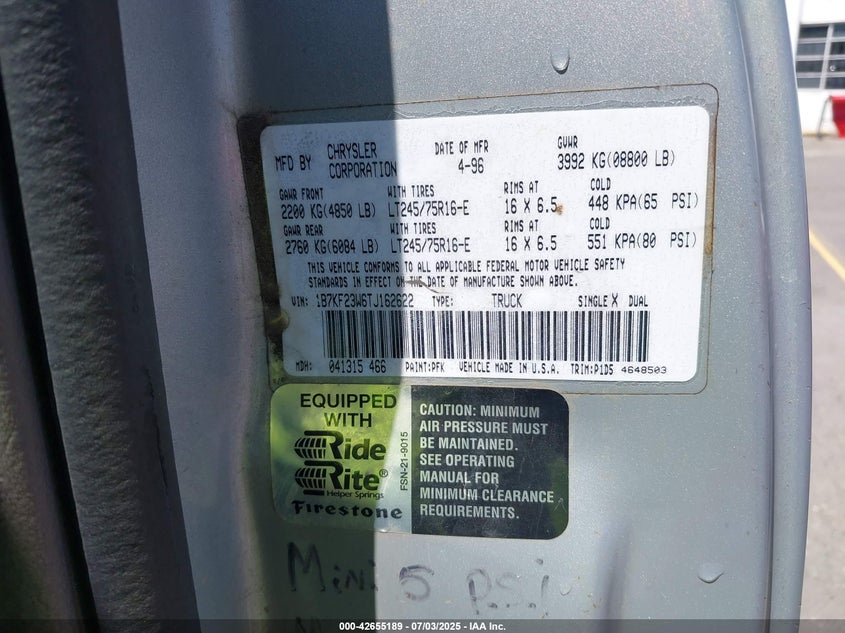 MFD BY CHRYSLER CORPORATION DATE OF MFR 4-96 GVWR 3992 KG(08800 LB)
GAWR FRONT WITH TIRES RIMS AT COLD
2200 KG(4850 LB) LT245/75R16-E 16 X 6.5 448 KPA(65 PSI)
GAWR REAR WITH TIRES RIMS AT COLD
2760 KG(6084 LB) LT245/75R16-E 16 X 6.5 551 KPA(80 PSI)
THIS VEHICLE CONFORMS TO ALL APPLICABLE FEDERAL MOTOR VEHICLE SAFETY
STANDARDS IN EFFECT ON THE DATE OF MANUFACTURE SHOWN ABOVE.
VIN: 1B7KF23W6TJ162622 TYPE: TRUCK SINGLE X DUAL
MDH: 041315 466 PAINT:PFK VEHICLE MADE IN U.S.A. TRIM:P1D5 4648503
EQUIPPED
WITH
Ride
Rite®
Helper Springs
Firestone
FSN-21-9015
CAUTION: MINIMUM
AIR PRESSURE MUST
BE MAINTAINED.
SEE OPERATING
MANUAL FOR
MINIMUM CLEARANCE
REQUIREMENTS.
Mini 5 p.s.i
000-42655189 - 07/03/2025 - IAA Inc.